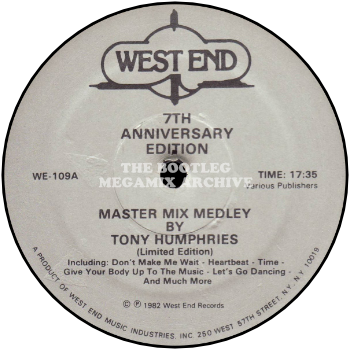 WEST END
7TH
ANNIVERSARY
EDITION
THE BOOTLEG
MEGAMIX ARCHIVE
WE-109A
TIME: 17:35
Various Publishers
MASTER MIX MEDLEY
BY
TONY HUMPHRIES
(Limited Edition)
Including: Don't Make Me Wait - Heartbeat - Time -
Give Your Body Up To The Music - Let's Go Dancing -
And Much More
© ℗ 1982 West End Records
A PRODUCT OF WEST END MUSIC INDUSTRIES, INC. 250 WEST 57TH STREET, N.Y. N.Y. 10019